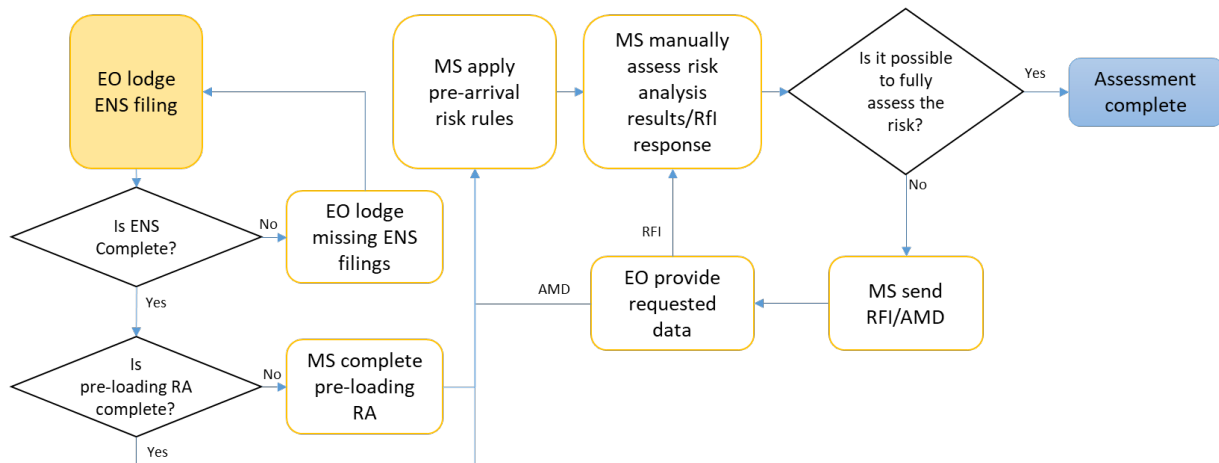 EO lodge
ENS filing
Is ENS
Complete?
No
EO lodge
missing ENS
filings
Yes
Is
pre-loading RA
complete?
No
MS complete
pre-loading
RA
Yes
MS apply
pre-arrival
risk rules
MS manually
assess risk
analysis
results/RfI
response
Is it possible
to fully
assess the
risk?
Yes
Assessment
complete
No
MS send
RFI/AMD
EO provide
requested
data
RFI
AMD